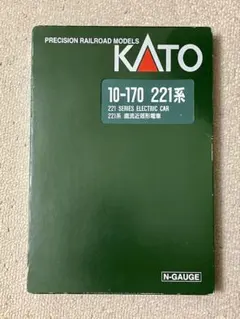 PRECISION RAILROAD MODELS
KATO
10-170 221系
221 SERIES ELECTRIC CAR
221系 直流近郊形電車
N-GAUGE